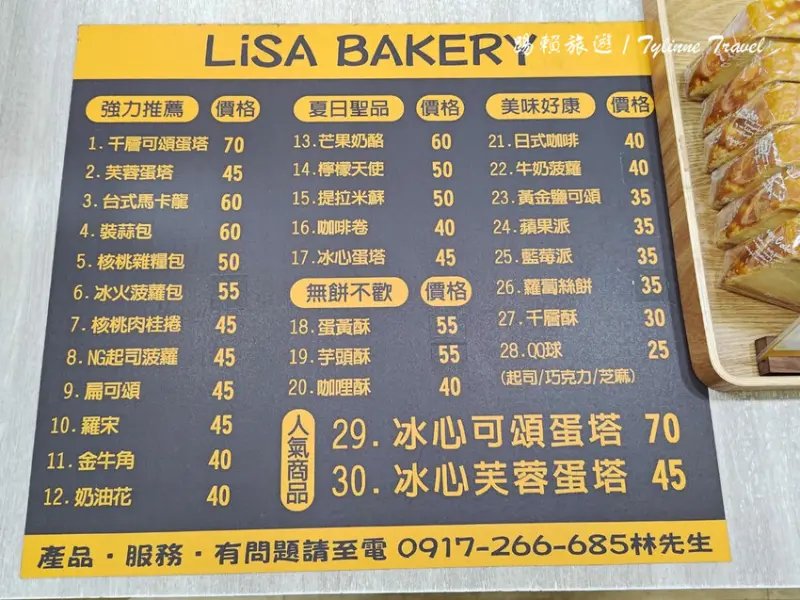 LiSA BAKERY
陽賴旅遊 / Tylinne Travel
強力推薦 價格
1. 千層可頌蛋塔 70
2. 芙蓉蛋塔 45
3. 台式馬卡龍 60
4. 裝蒜包 60
5. 核桃雜糧包 50
6. 冰火菠蘿包 55
7. 核桃肉桂捲 45
8. NG起司菠蘿 45
9. 扁可頌 45
10. 羅宋 45
11. 金牛角 40
12. 奶油花 40
夏日聖品 價格
13. 芒果奶酪 60
14. 檸檬天使 50
15. 提拉米蘇 50
16. 咖啡卷 40
17. 冰心蛋塔 45
無餅不歡 價格
18. 蛋黃酥 55
19. 芋頭酥 55
20. 咖哩酥 40
美味好康 價格
21. 日式咖啡 40
22. 牛奶菠蘿 40
23. 黃金鹽可頌 35
24. 蘋果派 35
25. 藍莓派 35
26. 蘿蔔絲餅 35
27. 千層酥 30
28. QQ球 25
(起司/巧克力/芝麻)
人氣商品
29. 冰心可頌蛋塔 70
30. 冰心芙蓉蛋塔 45
產品・服務・有問題請至電 0917-266-685林先生